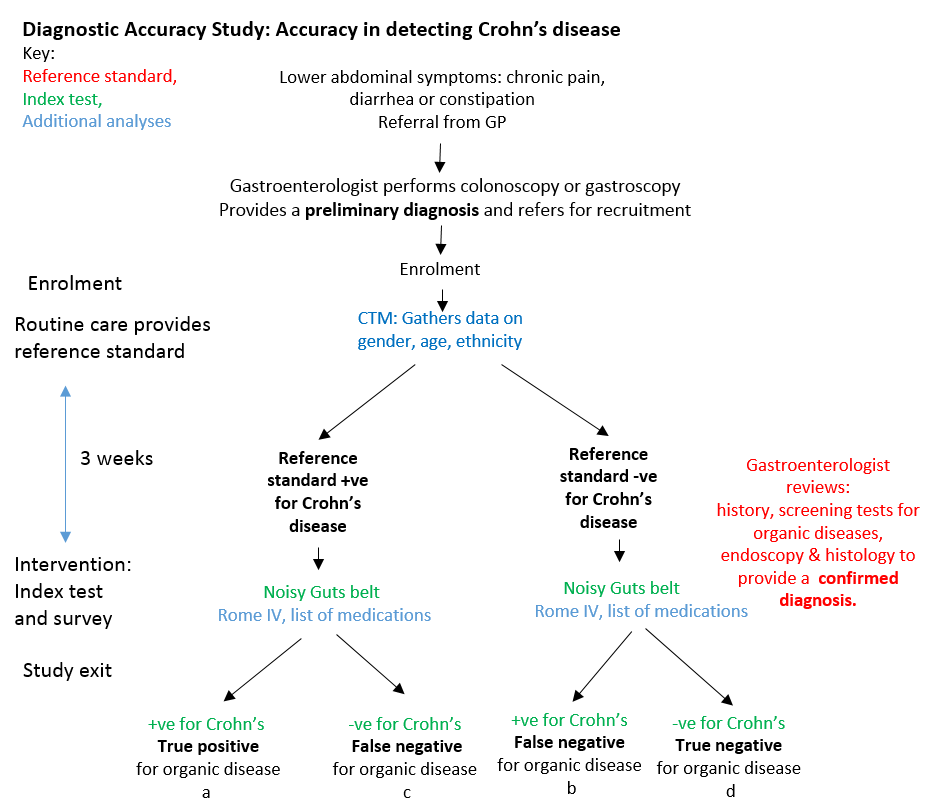 Diagnostic Accuracy Study: Accuracy in detecting Crohn's disease
Key:
Reference standard,
Index test,
Additional analyses
Lower abdominal symptoms: chronic pain,
diarrhea or constipation
Referral from GP
Gastroenterologist performs colonoscopy or gastroscopy
Provides a preliminary diagnosis and refers for recruitment
Enrolment
Enrolment
Routine care provides
reference standard
CTM: Gathers data on
gender, age, ethnicity
3 weeks
Reference
standard +ve
for Crohn's
disease
Reference
standard -ve
for Crohn's
disease
Gastroenterologist
reviews:
history, screening tests for
organic diseases,
endoscopy & histology to
provide a confirmed
diagnosis.
Intervention:
Index test
and survey
Noisy Guts belt
Rome IV, list of medications
Noisy Guts belt
Rome IV, list of medications
Study exit
+ve for Crohn's
True positive
for organic disease
a
-ve for Crohn's
False negative
for organic disease
c
+ve for Crohn's
False negative
for organic disease
b
-ve for Crohn's
True negative
for organic disease
d